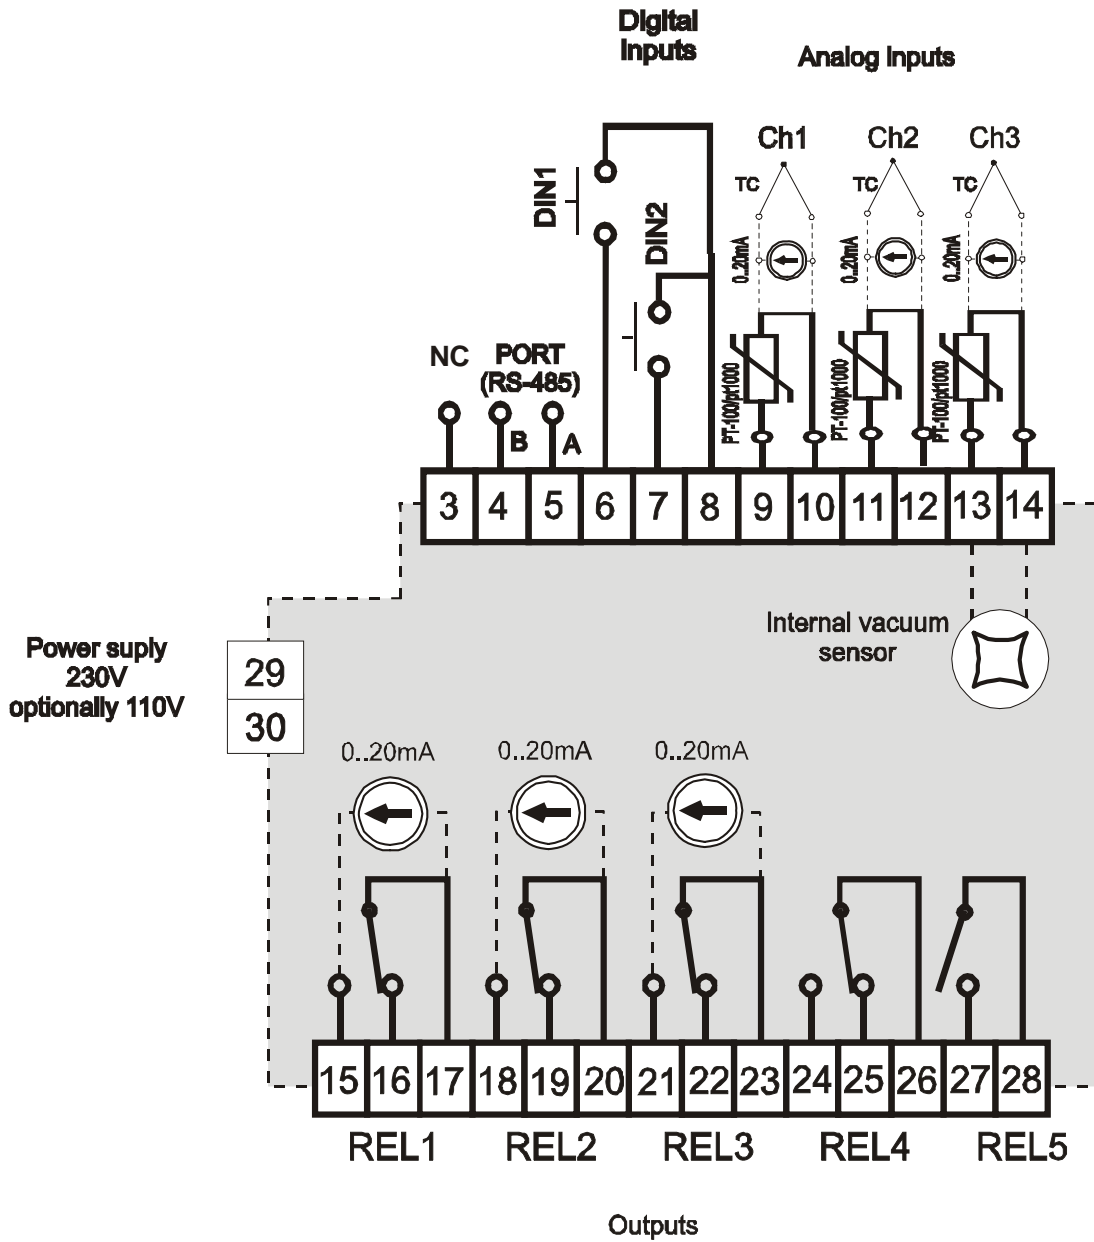 Digital
Inputs
Analog Inputs
Ch1
Ch2
Ch3
TC
TC
TC
DIN1
DIN2
0..20mA
0..20mA
0..20mA
NC
PORT
(RS-485)
B
A
PT-100/pt1000
PT-100/pt1000
PT-100/pt1000
3 4 5 6 7 8 9 10 11 12 13 14
Internal vacuum
sensor
Power suply
230V
optionally 110V
29
30
0..20mA
0..20mA
0..20mA
15 16 17 18 19 20 21 22 23 24 25 26 27 28
REL1
REL2
REL3
REL4
REL5
Outputs